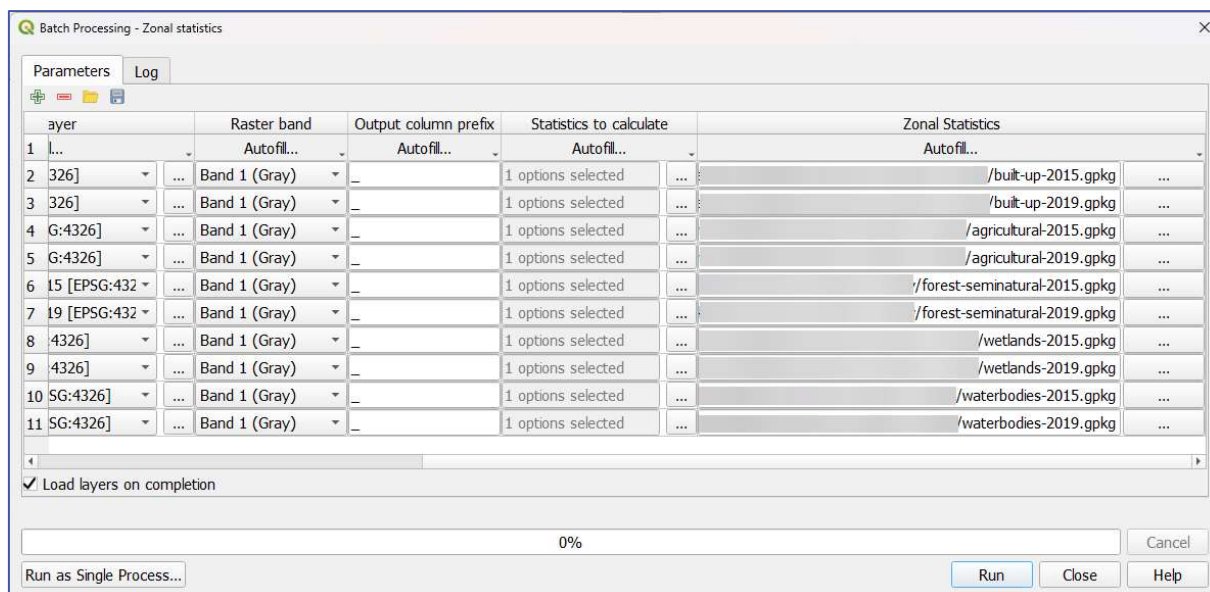 Batch Processing - Zonal statistics
Parameters Log
ayer Raster band Output column prefix Statistics to calculate Zonal Statistics
1 l... Autofill... Autofill... Autofill... Autofill...
2 326] ... Band 1 (Gray) _ 1 options selected ... /built-up-2015.gpkg ...
3 326] ... Band 1 (Gray) _ 1 options selected ... /built-up-2019.gpkg ...
4 G:4326] ... Band 1 (Gray) _ 1 options selected ... /agricultural-2015.gpkg ...
5 G:4326] ... Band 1 (Gray) _ 1 options selected ... /agricultural-2019.gpkg ...
6 15 [EPSG:432 ... Band 1 (Gray) _ 1 options selected ... /forest-seminatural-2015.gpkg ...
7 19 [EPSG:432 ... Band 1 (Gray) _ 1 options selected ... /forest-seminatural-2019.gpkg ...
8 :4326] ... Band 1 (Gray) _ 1 options selected ... /wetlands-2015.gpkg ...
9 :4326] ... Band 1 (Gray) _ 1 options selected ... /wetlands-2019.gpkg ...
10 SG:4326] ... Band 1 (Gray) _ 1 options selected ... /waterbodies-2015.gpkg ...
11 SG:4326] ... Band 1 (Gray) _ 1 options selected ... /waterbodies-2019.gpkg ...
Load layers on completion
0% Cancel
Run as Single Process... Run Close Help